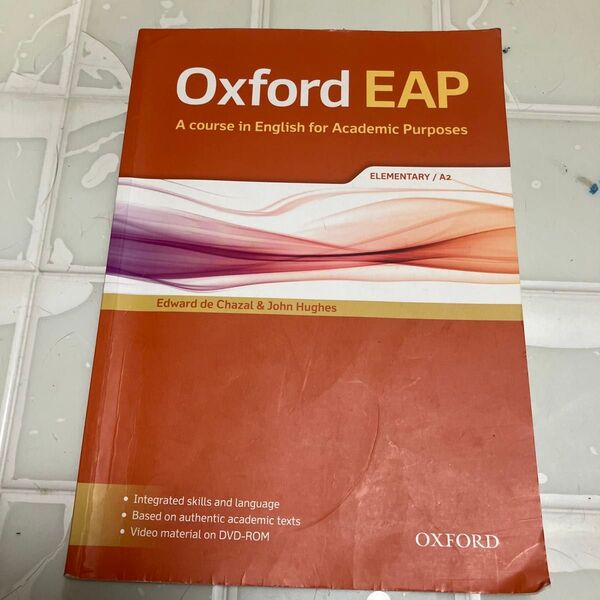 Oxford EAP
A course in English for Academic Purposes
ELEMENTARY / A2
Edward de Chazal & John Hughes
• Integrated skills and language
• Based on authentic academic texts
• Video material on DVD-ROM
OXFORD